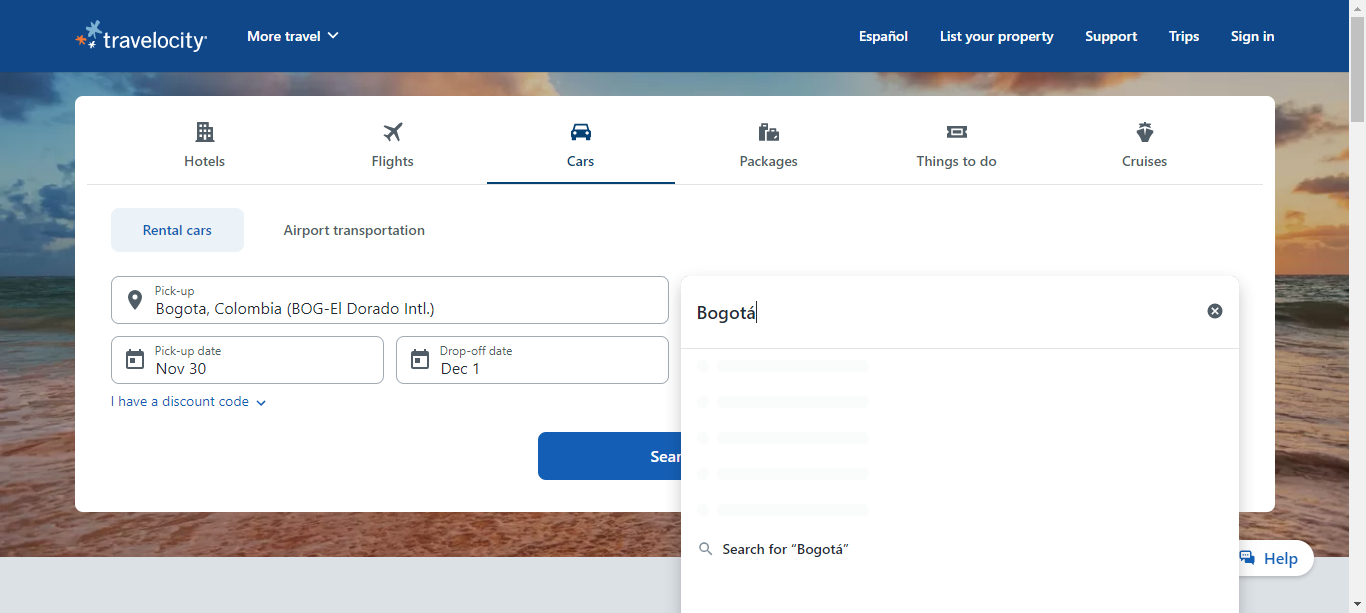 travelocity
More travel
Español
List your property
Support
Trips
Sign in
Hotels
Flights
Cars
Packages
Things to do
Cruises
Rental cars
Airport transportation
Pick-up
Bogota, Colombia (BOG-El Dorado Intl.)
Bogotá
Pick-up date
Nov 30
Drop-off date
Dec 1
I have a discount code
Sear
Search for “Bogotá”
Help